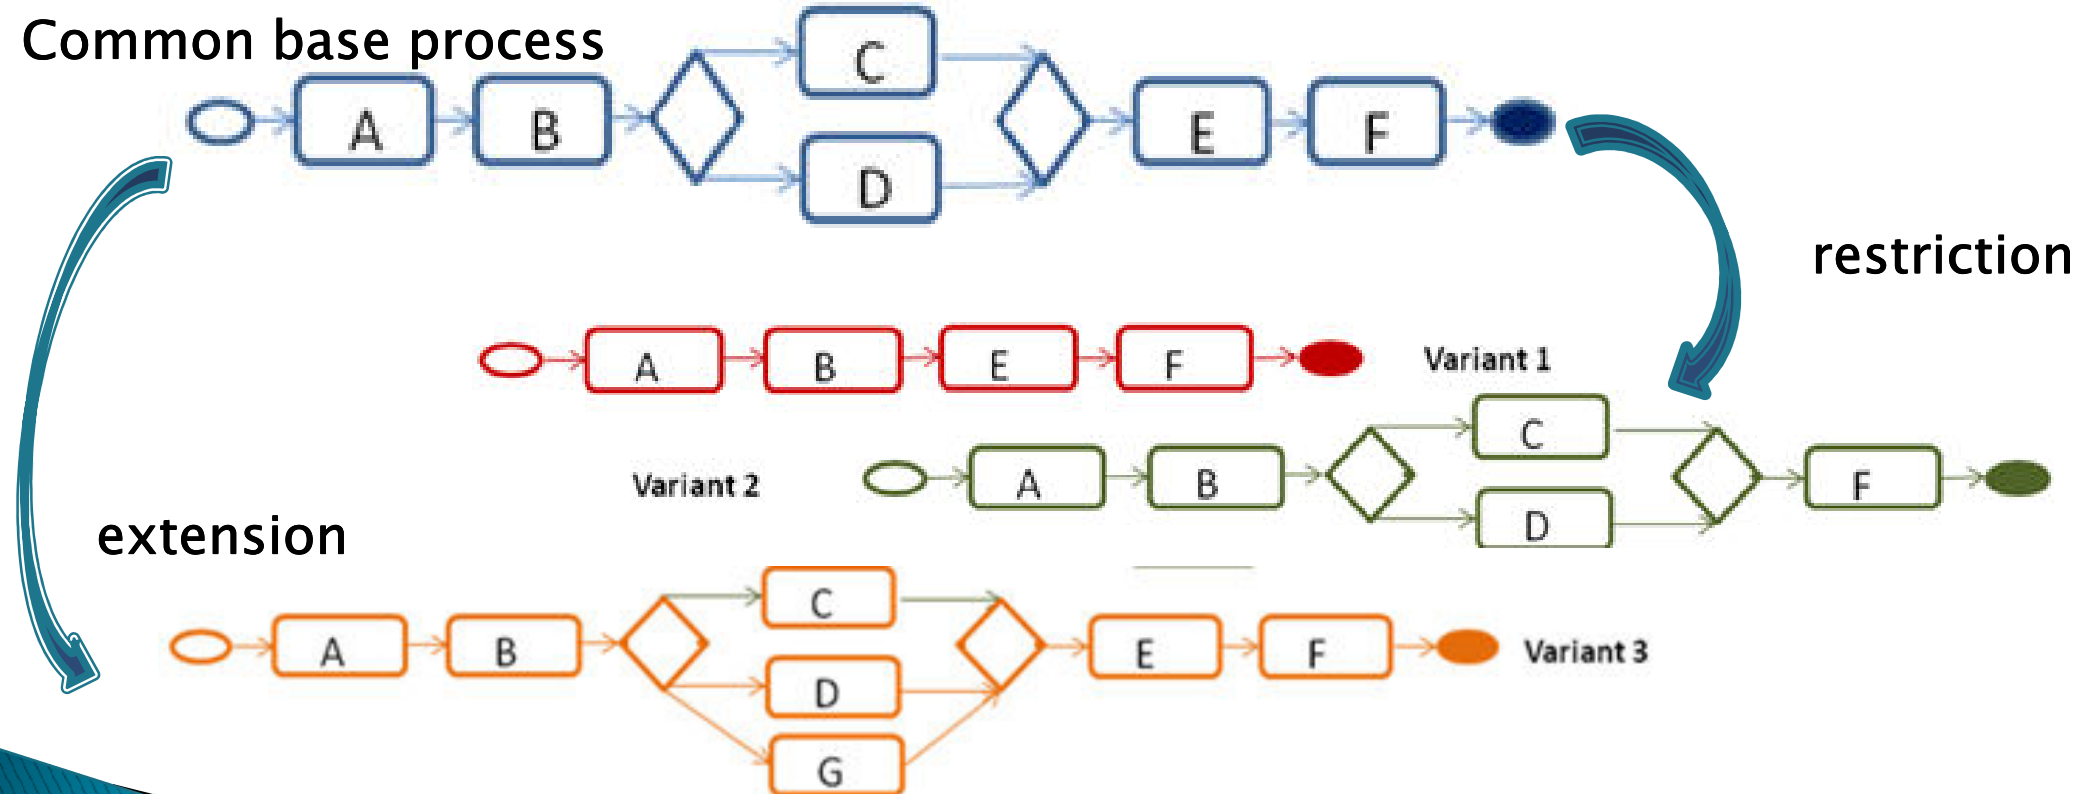 Common base process
C
A
B
E
F
D
restriction
A
B
E
F
Variant 1
C
Variant 2
A
B
F
D
extension
C
A
B
E
F
Variant 3
D
G